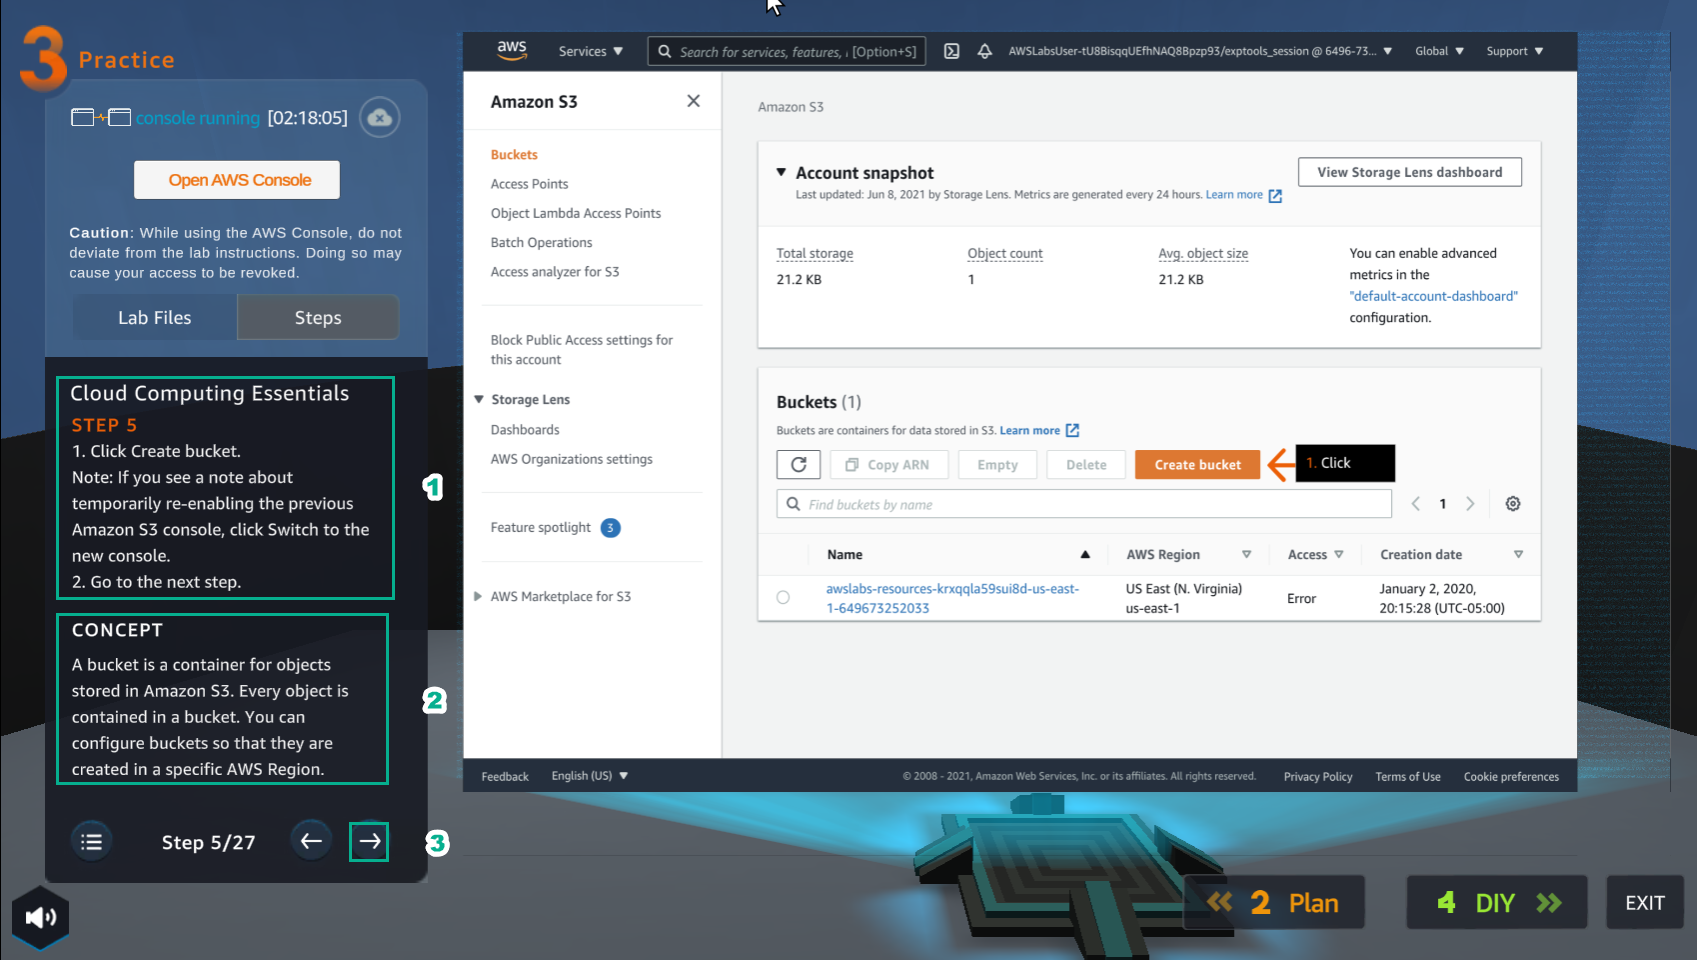 3 Practice
console running [02:18:05]
Open AWS Console
Caution: While using the AWS Console, do not
deviate from the lab instructions. Doing so may
cause your access to be revoked.
Lab Files
Steps
Cloud Computing Essentials
STEP 5
1. Click Create bucket.
Note: If you see a note about
temporarily re-enabling the previous
Amazon S3 console, click Switch to the
new console.
2. Go to the next step.
1
CONCEPT
A bucket is a container for objects
stored in Amazon S3. Every object is
contained in a bucket. You can
configure buckets so that they are
created in a specific AWS Region.
2
Step 5/27
3
aws
Services
Search for services, features, [Option+S]
AWSLabsUser-tU8BisqqUEfhNAQ8Bpzp93/exptools_session @ 6496-73...
Global
Support
Amazon S3
Buckets
Access Points
Object Lambda Access Points
Batch Operations
Access analyzer for S3
Block Public Access settings for
this account
Storage Lens
Dashboards
AWS Organizations settings
Feature spotlight 3
AWS Marketplace for S3
Amazon S3
Account snapshot
Last updated: Jun 8, 2021 by Storage Lens. Metrics are generated every 24 hours. Learn more
View Storage Lens dashboard
Total storage
21.2 KB
Object count
1
Avg. object size
21.2 KB
You can enable advanced
metrics in the
"default-account-dashboard"
configuration.
Buckets (1)
Buckets are containers for data stored in S3. Learn more
Copy ARN
Empty
Delete
Create bucket
1. Click
Find buckets by name
1
Name
AWS Region
Access
Creation date
awslabs-resources-krxqqla59sui8d-us-east-
1-649673252033
US East (N. Virginia)
us-east-1
Error
January 2, 2020,
20:15:28 (UTC-05:00)
Feedback
English (US)
© 2008 - 2021, Amazon Web Services, Inc. or its affiliates. All rights reserved.
Privacy Policy
Terms of Use
Cookie preferences
2 Plan
4 DIY
EXIT